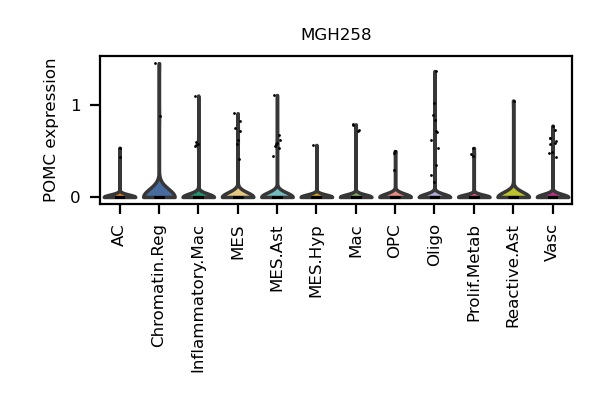 MGH258
POMC expression
1
0
AC
Chromatin.Reg
Inflammatory.Mac
MES
MES.Ast
MES.Hyp
Mac
OPC
Oligo
Prolif.Metab
Reactive.Ast
Vasc